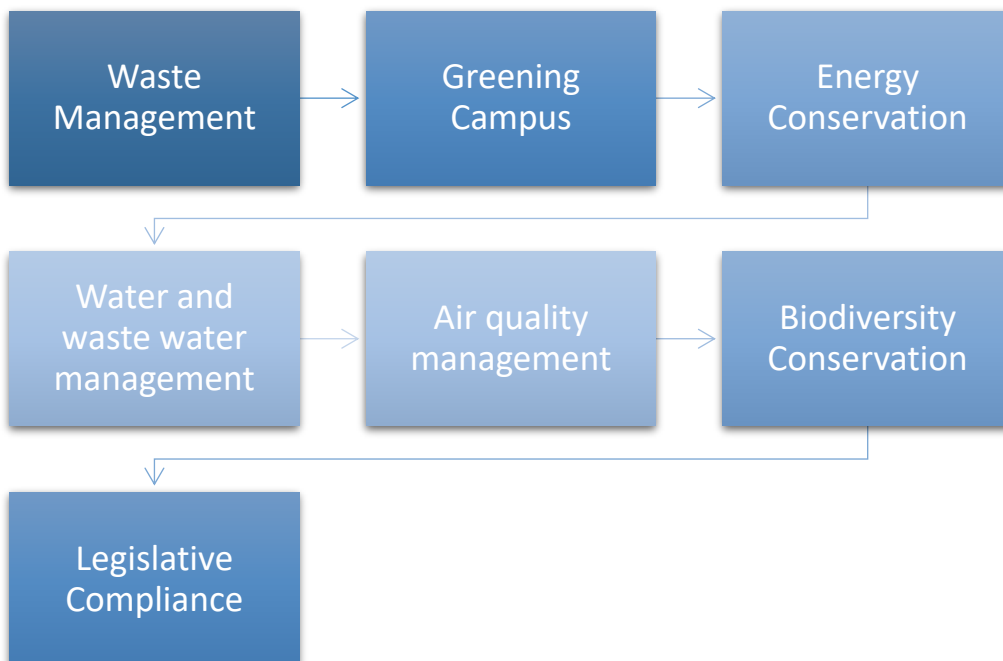 Waste
Management
Greening
Campus
Energy
Conservation
Water and
waste water
management
Air quality
management
Biodiversity
Conservation
Legislative
Compliance